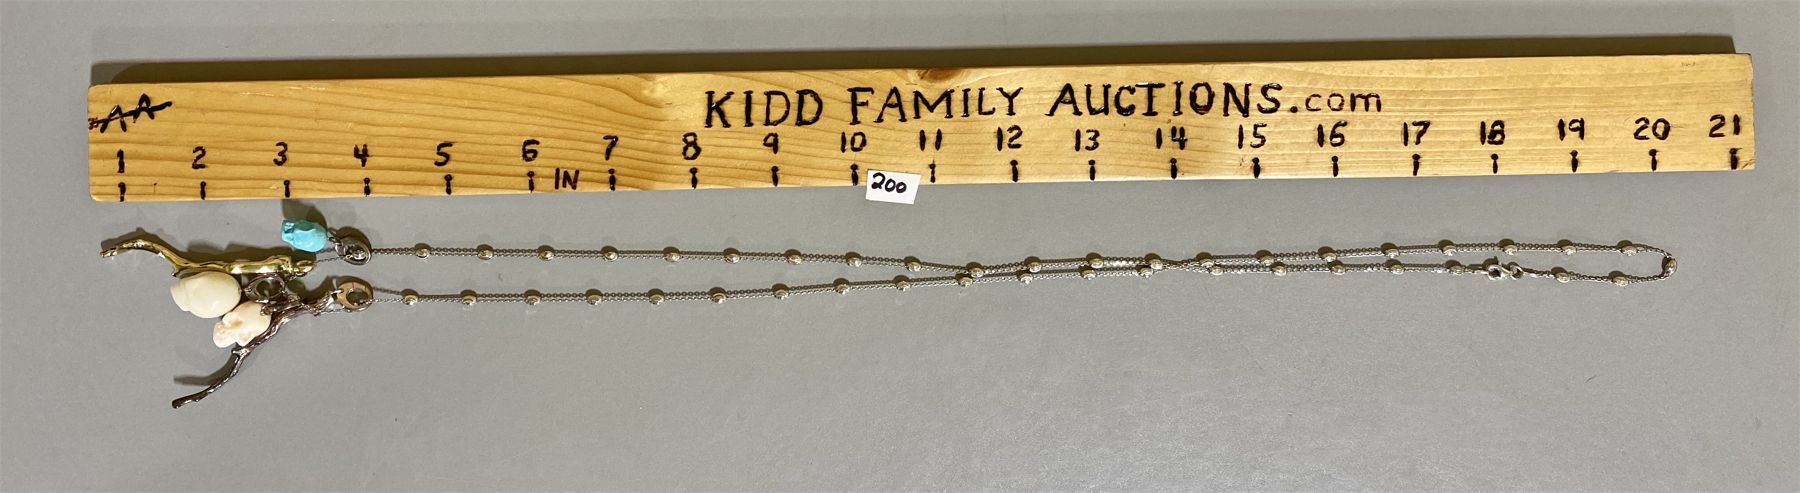 AA
KIDD FAMILY AUCTIONS.com
1 2 3 4 5 6 7 8 9 10 11 12 13 14 15 16 17 18 19 20 21
IN
200